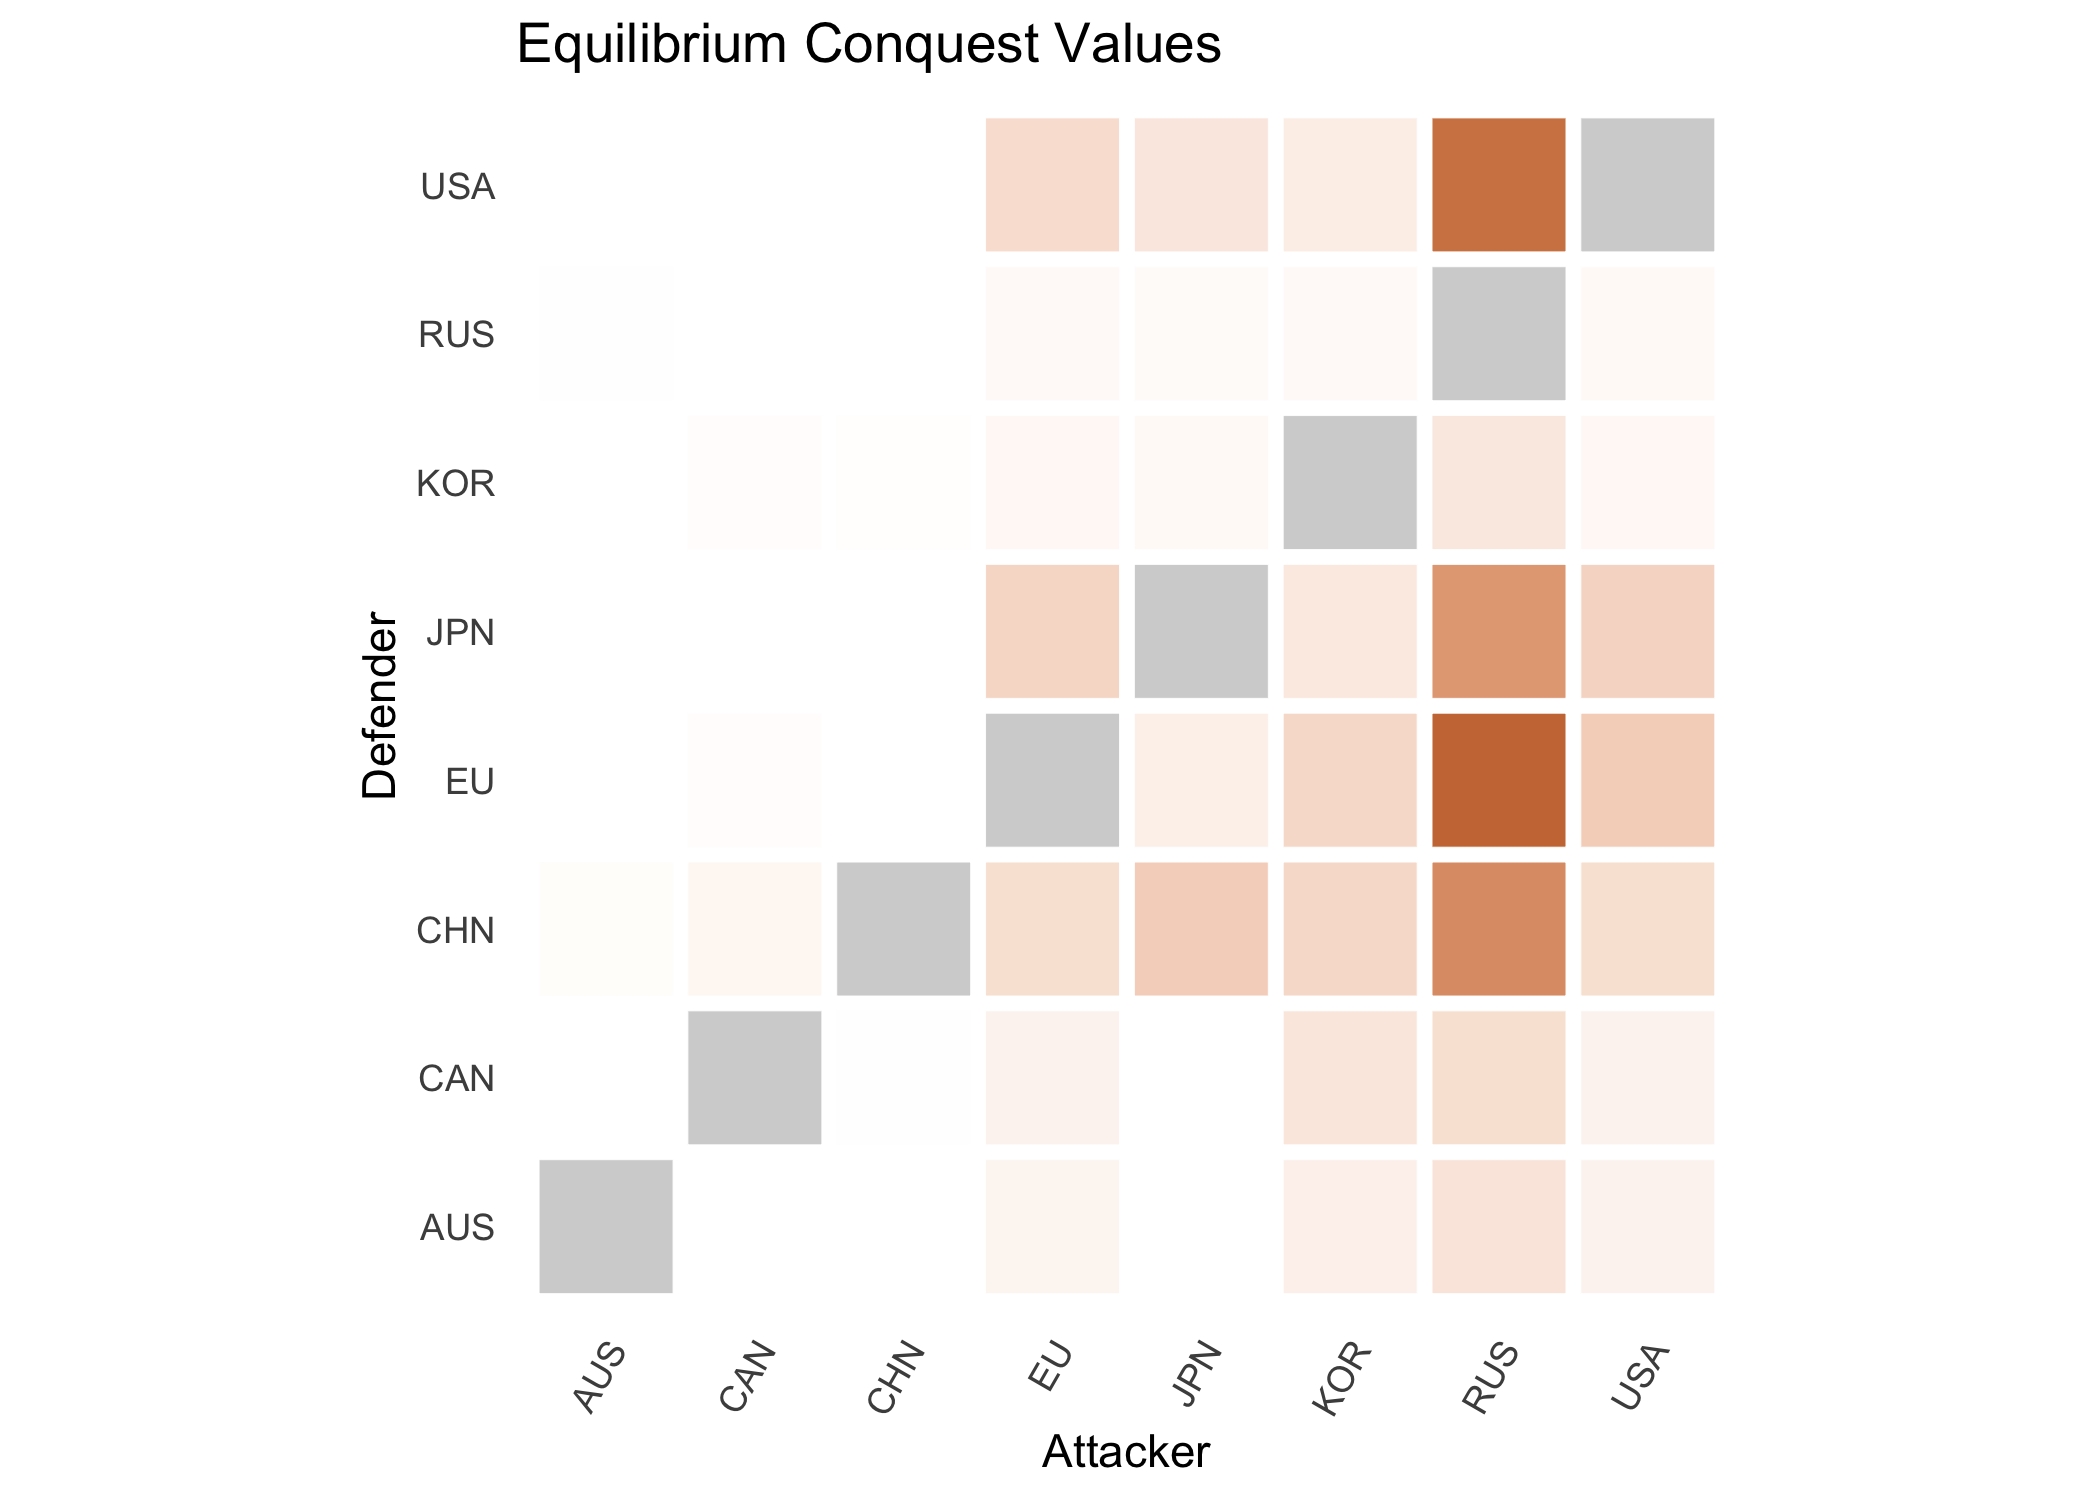 Equilibrium Conquest Values
USA
RUS
KOR
JPN
EU
CHN
CAN
AUS
Defender
AUS
CAN
CHN
EU
JPN
KOR
RUS
USA
Attacker